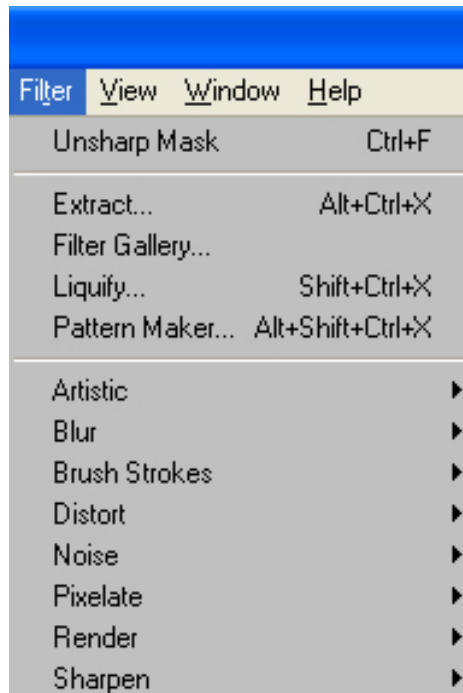 Filter View Window Help
Unsharp Mask Ctrl+F
Extract... Alt+Ctrl+X
Filter Gallery...
Liquify... Shift+Ctrl+X
Pattern Maker... Alt+Shift+Ctrl+X
Artistic
Blur
Brush Strokes
Distort
Noise
Pixelate
Render
Sharpen